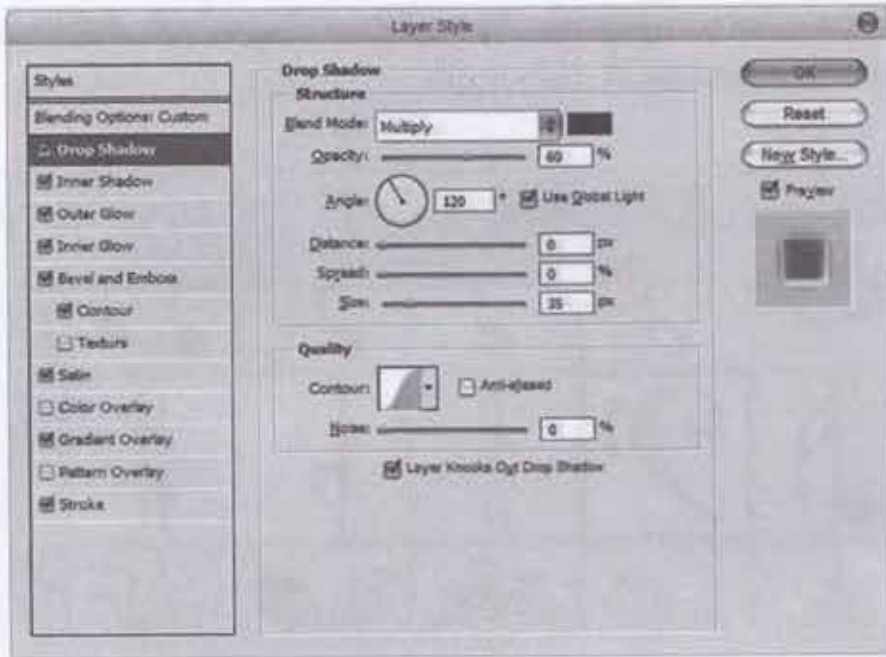 Layer Style
Styles
Blending Options: Custom
Drop Shadow
Inner Shadow
Outer Glow
Inner Glow
Bevel and Emboss
Contour
Texture
Satin
Color Overlay
Gradient Overlay
Pattern Overlay
Stroke
Drop Shadow
Structure
Blend Mode: Multiply
Opacity: 60 %
Angle: 120 ° Use Global Light
Distance: 0 px
Spread: 0 %
Size: 35 px
Quality
Contour: Anti-aliased
Noise: 0 %
Layer Knocks Out Drop Shadow
OK
Reset
New Style...
Preview